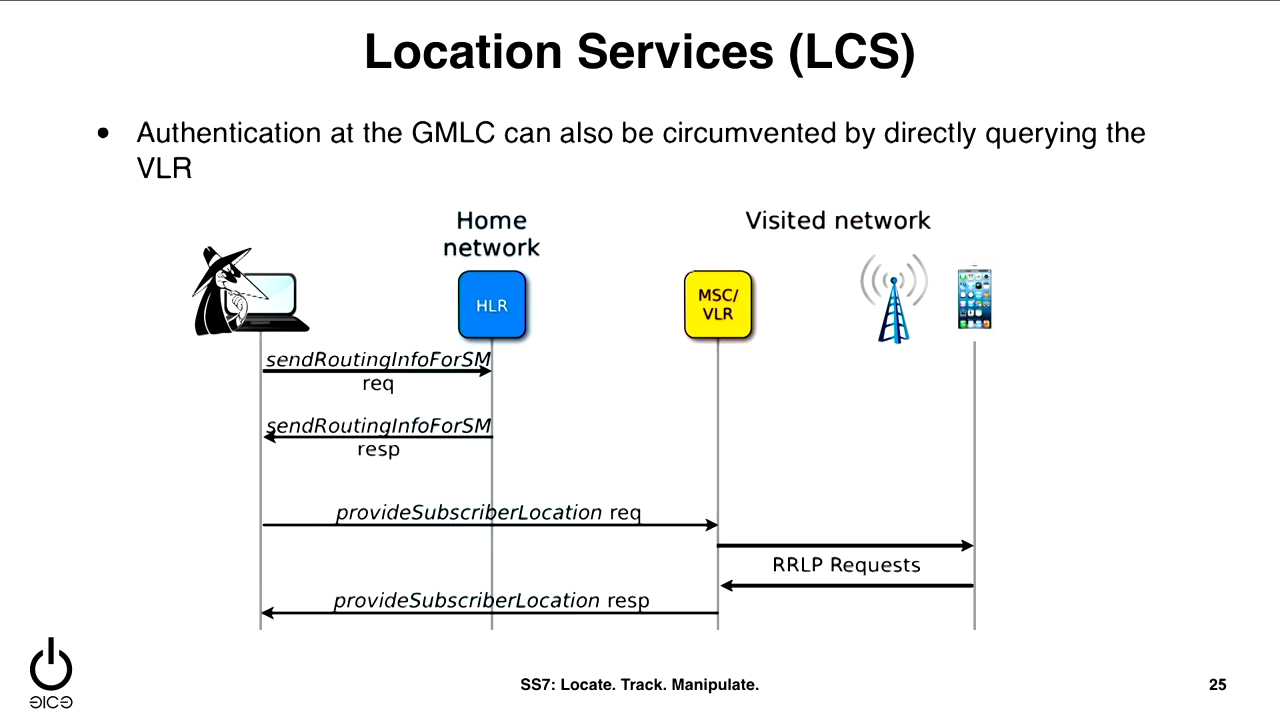 Location Services (LCS)
• Authentication at the GMLC can also be circumvented by directly querying the
VLR
Home
network
Visited network
HLR
MSC/
VLR
sendRoutingInfoForSM
req
sendRoutingInfoForSM
resp
provideSubscriberLocation req
RRLP Requests
provideSubscriberLocation resp
SS7: Locate. Track. Manipulate.
25